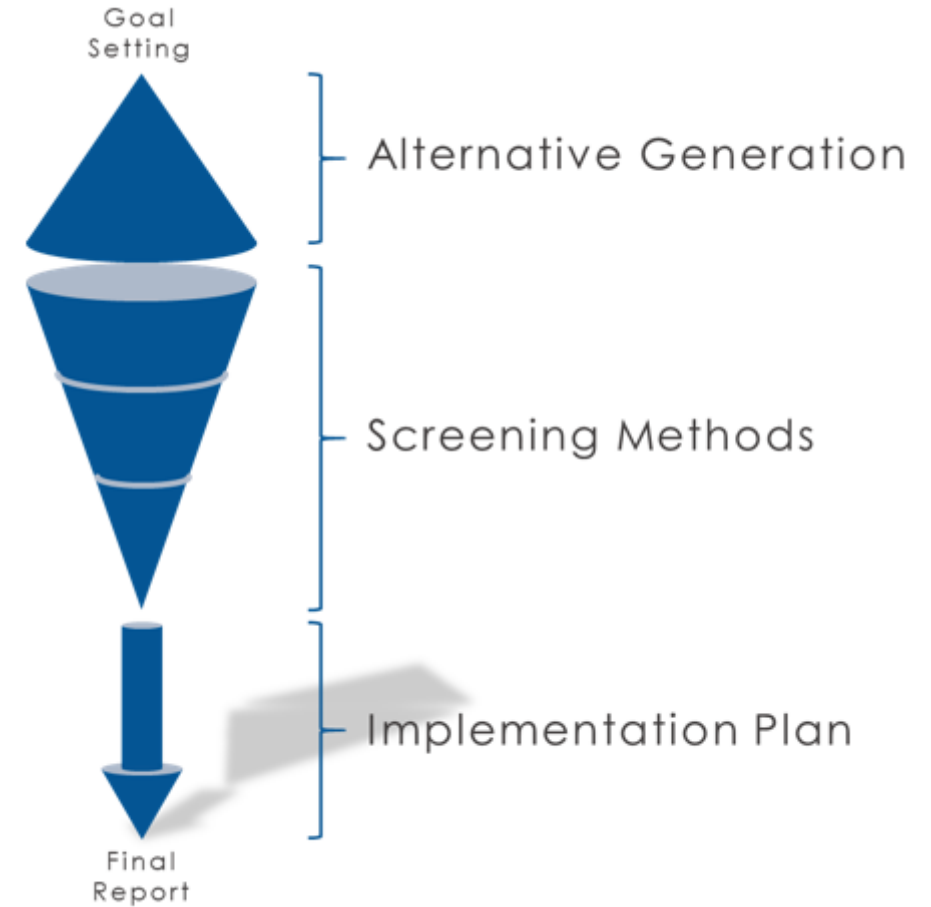 Goal
Setting
Alternative Generation
Screening Methods
Implementation Plan
Final
Report